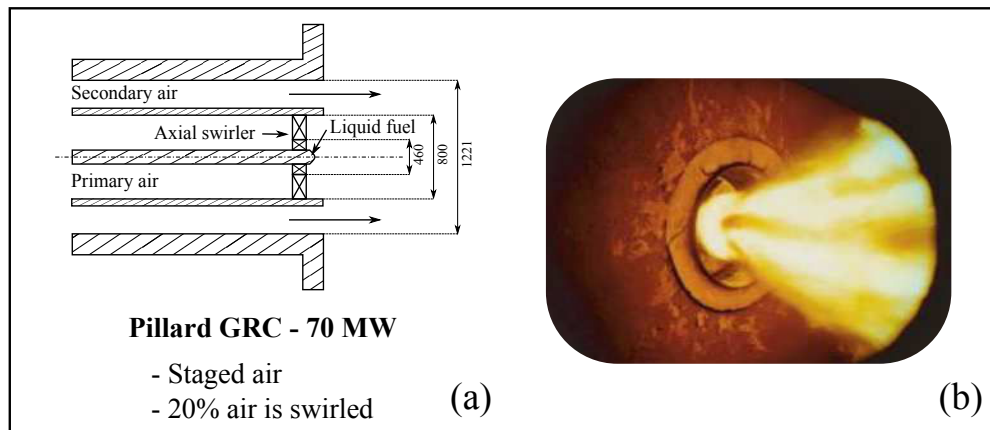 Secondary air
Axial swirler
Liquid fuel
Primary air
460
800
1221
Pillard GRC - 70 MW
- Staged air
- 20% air is swirled
(a)
(b)